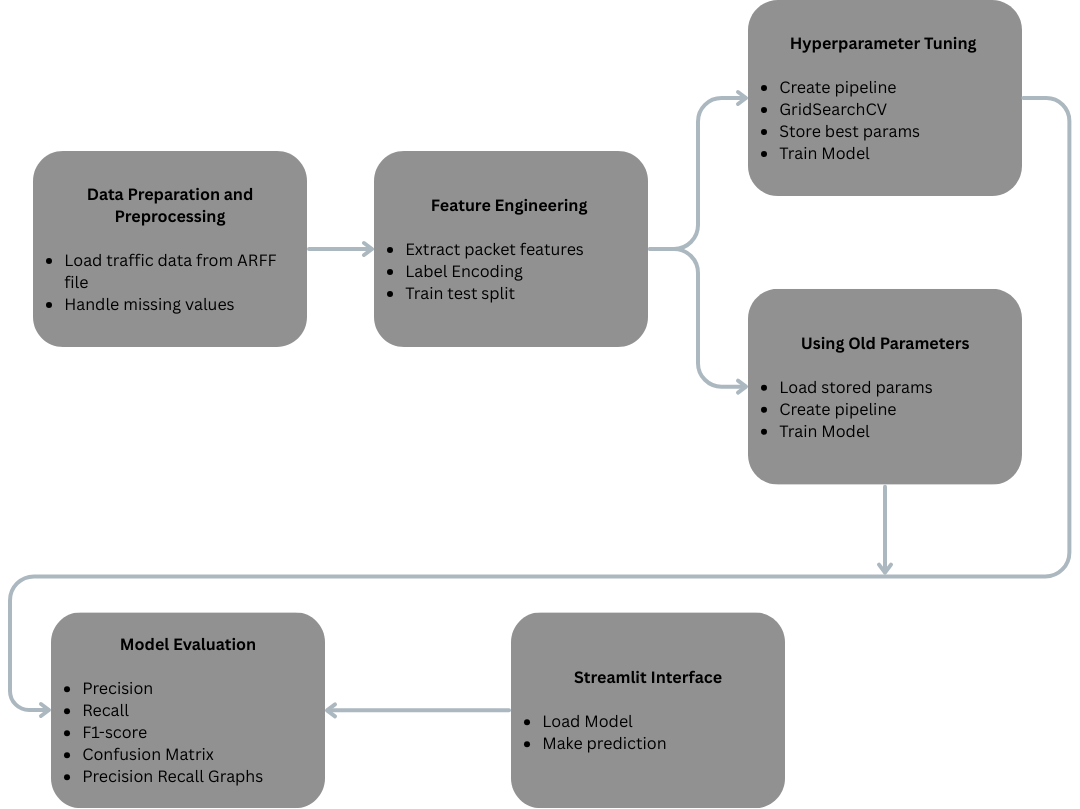 Hyperparameter Tuning
• Create pipeline
• GridSearchCV
• Store best params
• Train Model
Data Preparation and
Preprocessing
• Load traffic data from ARFF
file
• Handle missing values
Feature Engineering
• Extract packet features
• Label Encoding
• Train test split
Using Old Parameters
• Load stored params
• Create pipeline
• Train Model
Model Evaluation
• Precision
• Recall
• F1-score
• Confusion Matrix
• Precision Recall Graphs
Streamlit Interface
• Load Model
• Make prediction